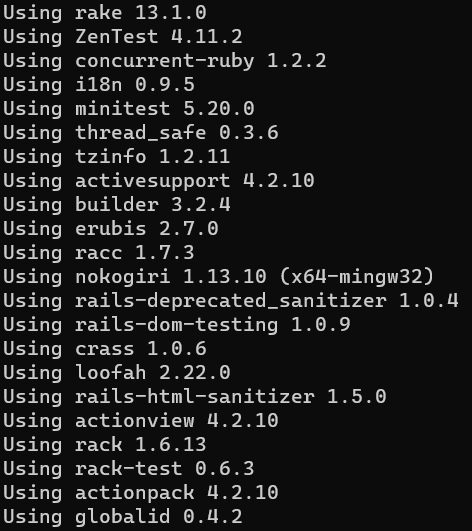 Using rake 13.1.0
Using ZenTest 4.11.2
Using concurrent-ruby 1.2.2
Using i18n 0.9.5
Using minitest 5.20.0
Using thread_safe 0.3.6
Using tzinfo 1.2.11
Using activesupport 4.2.10
Using builder 3.2.4
Using erubis 2.7.0
Using racc 1.7.3
Using nokogiri 1.13.10 (x64-mingw32)
Using rails-deprecated_sanitizer 1.0.4
Using rails-dom-testing 1.0.9
Using crass 1.0.6
Using loofah 2.22.0
Using rails-html-sanitizer 1.5.0
Using actionview 4.2.10
Using rack 1.6.13
Using rack-test 0.6.3
Using actionpack 4.2.10
Using globalid 0.4.2